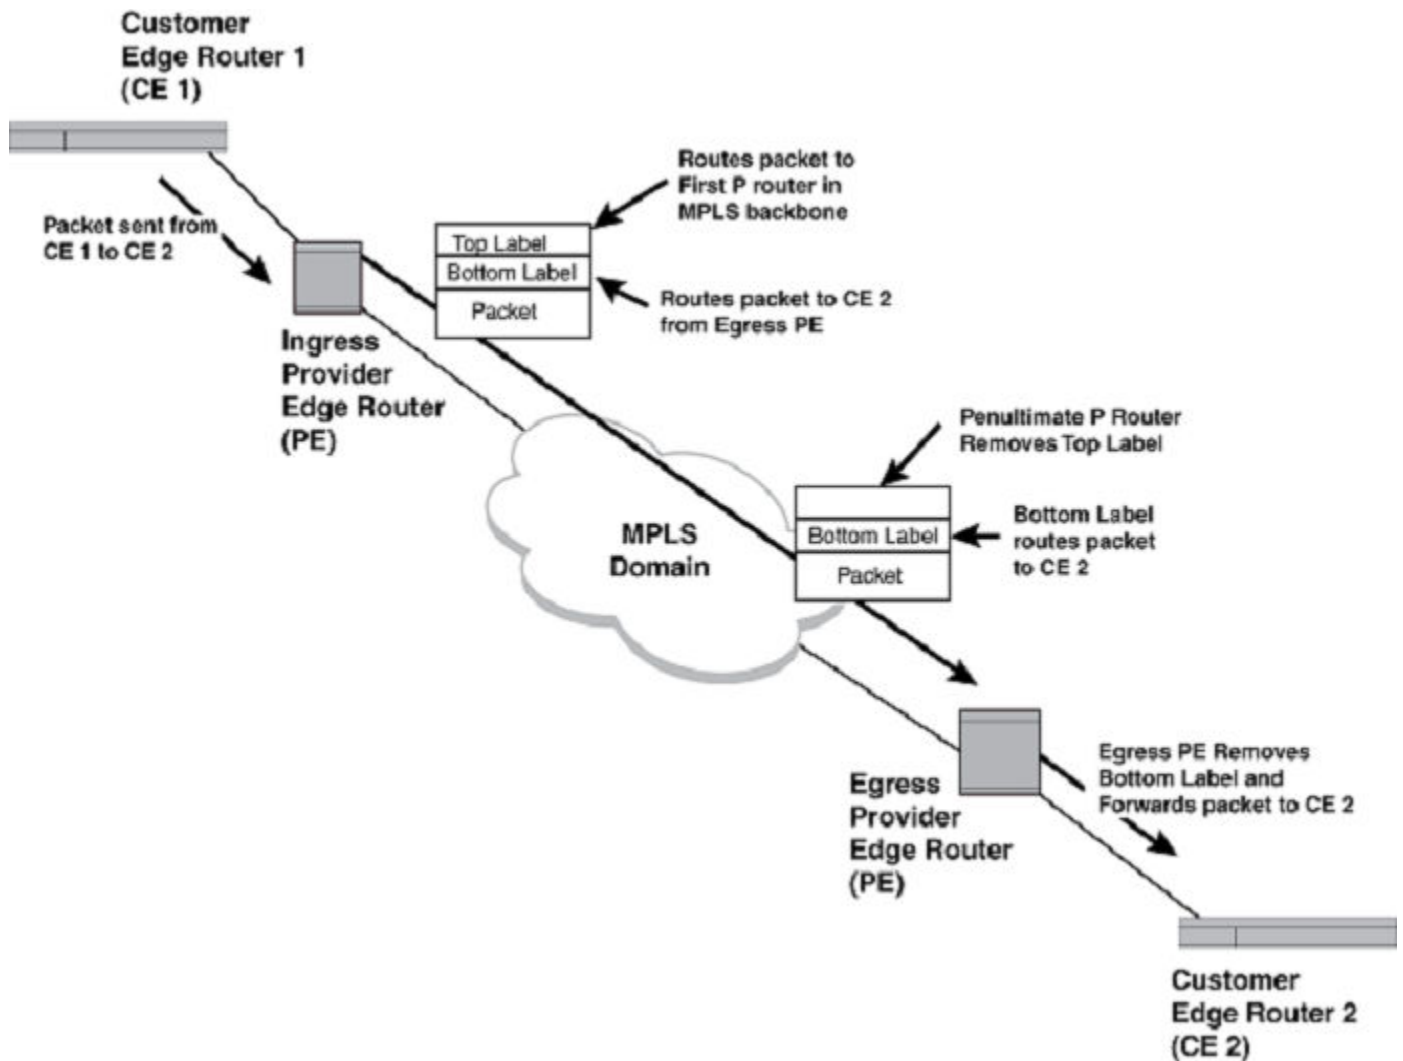 Customer
Edge Router 1
(CE 1)
Packet sent from
CE 1 to CE 2
Routes packet to
First P router in
MPLS backbone
Top Label
Bottom Label
Packet
Routes packet to CE 2
from Egress PE
Ingress
Provider
Edge Router
(PE)
Penultimate P Router
Removes Top Label
MPLS
Domain
Bottom Label
Packet
Bottom Label
routes packet
to CE 2
Egress
Provider
Edge Router
(PE)
Egress PE Removes
Bottom Label and
Forwards packet to CE 2
Customer
Edge Router 2
(CE 2)